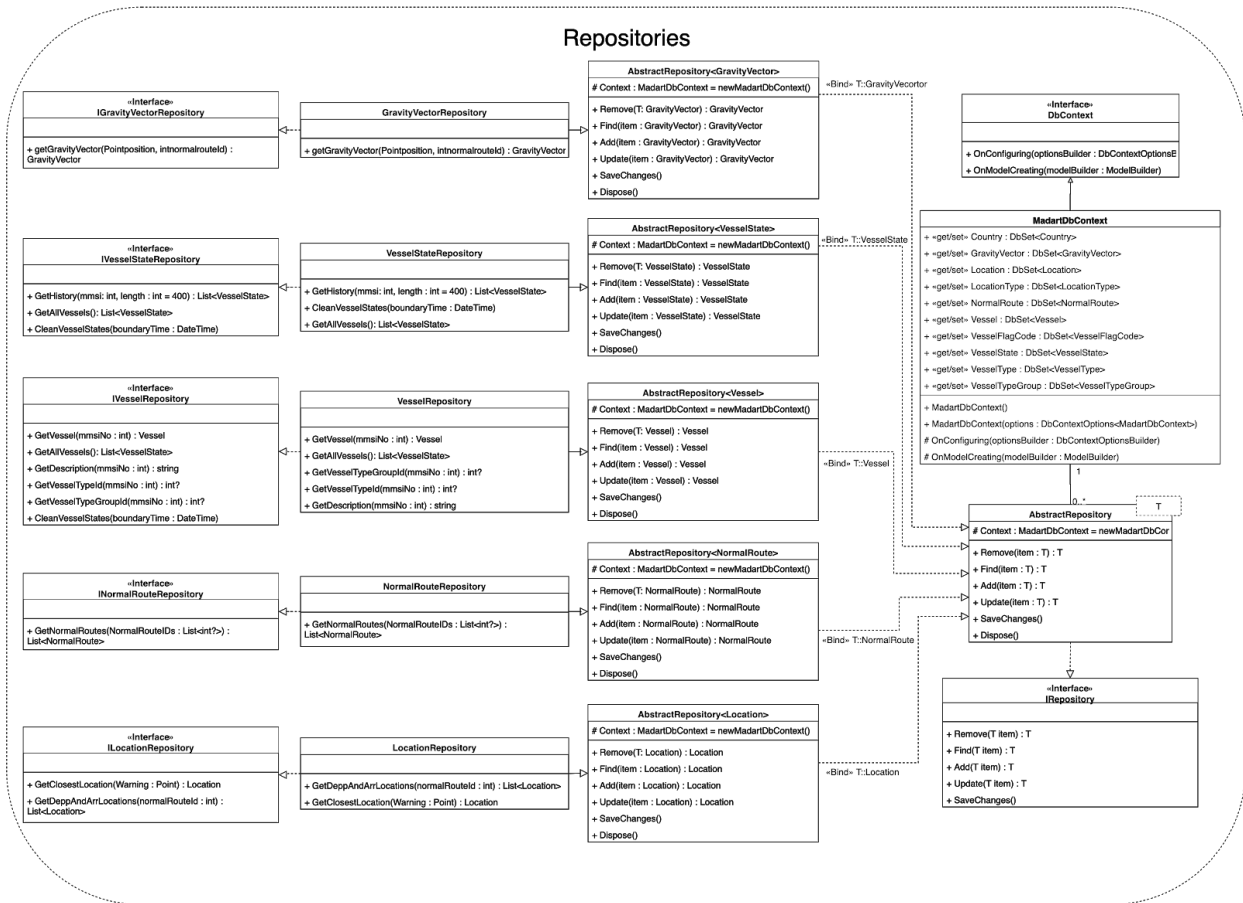 Repositories
«Interface»
IGravityVectorRepository
+ getGravityVector(Pointposition, intnormalrouteId) :
GravityVector
GravityVectorRepository
+ getGravityVector(Pointposition, intnormalrouteId) : GravityVector
AbstractRepository<GravityVector>
# Context : MadartDbContext = newMadartDbContext()
+ Remove(T: GravityVector) : GravityVector
+ Find(item : GravityVector) : GravityVector
+ Add(item : GravityVector) : GravityVector
+ Update(item : GravityVector) : GravityVector
+ SaveChanges()
+ Dispose()
«Bind» T::GravityVecortor
«Interface»
IVesselStateRepository
+ GetHistory(mmsi: int, length : int = 400) : List<VesselState>
+ GetAllVessels(): List<VesselState>
+ CleanVesselStates(boundaryTime : DateTime)
VesselStateRepository
+ GetHistory(mmsi: int, length : int = 400) : List<VesselState>
+ CleanVesselStates(boundaryTime : DateTime)
+ GetAllVessels(): List<VesselState>
AbstractRepository<VesselState>
# Context : MadartDbContext = newMadartDbContext()
+ Remove(T: VesselState) : VesselState
+ Find(item : VesselState) : VesselState
+ Add(item : VesselState) : VesselState
+ Update(item : VesselState) : VesselState
+ SaveChanges()
+ Dispose()
«Bind» T::VesselState
«Interface»
IVesselRepository
+ GetVessel(mmsiNo : int) : Vessel
+ GetAllVessels(): List<VesselState>
+ GetDescription(mmsiNo : int) : string
+ GetVesselTypeId(mmsiNo : int) : int?
+ GetVesselTypeGroupId(mmsiNo : int) : int?
+ CleanVesselStates(boundaryTime : DateTime)
VesselRepository
+ GetVessel(mmsiNo : int) : Vessel
+ GetAllVessels(): List<VesselState>
+ GetVesselTypeGroupId(mmsiNo : int) : int?
+ GetVesselTypeId(mmsiNo : int) : int?
+ GetDescription(mmsiNo : int) : string
AbstractRepository<Vessel>
# Context : MadartDbContext = newMadartDbContext()
+ Remove(T: Vessel) : Vessel
+ Find(item : Vessel) : Vessel
+ Add(item : Vessel) : Vessel
+ Update(item : Vessel) : Vessel
+ SaveChanges()
+ Dispose()
«Bind» T::Vessel
«Interface»
INormalRouteRepository
+ GetNormalRoutes(NormalRouteIDs : List<int?>) :
List<NormalRoute>
NormalRouteRepository
+ GetNormalRoutes(NormalRouteIDs : List<int?>) :
List<NormalRoute>
AbstractRepository<NormalRoute>
# Context : MadartDbContext = newMadartDbContext()
+ Remove(T: NormalRoute) : NormalRoute
+ Find(item : NormalRoute) : NormalRoute
+ Add(item : NormalRoute) : NormalRoute
+ Update(item : NormalRoute) : NormalRoute
+ SaveChanges()
+ Dispose()
«Bind» T::NormalRoute
«Interface»
ILocationRepository
+ GetClosestLocation(Warning : Point) : Location
+ GetDeppAndArrLocations(normalRouteId : int) :
List<Location>
LocationRepository
+ GetDeppAndArrLocations(normalRouteId : int) : List<Location>
+ GetClosestLocation(Warning : Point) : Location
AbstractRepository<Location>
# Context : MadartDbContext = newMadartDbContext()
+ Remove(T: Location) : Location
+ Find(item : Location) : Location
+ Add(item : Location) : Location
+ Update(item : Location) : Location
+ SaveChanges()
+ Dispose()
«Bind» T::Location
«Interface»
DbContext
+ OnConfiguring(optionsBuilder : DbContextOptionsE
+ OnModelCreating(modelBuilder : ModelBuilder)
MadartDbContext
+ «get/set» Country : DbSet<Country>
+ «get/set» GravityVector : DbSet<GravityVector>
+ «get/set» Location : DbSet<Location>
+ «get/set» LocationType : DbSet<LocationType>
+ «get/set» NormalRoute : DbSet<NormalRoute>
+ «get/set» Vessel : DbSet<Vessel>
+ «get/set» VesselFlagCode : DbSet<VesselFlagCode>
+ «get/set» VesselState : DbSet<VesselState>
+ «get/set» VesselType : DbSet<VesselType>
+ «get/set» VesselTypeGroup : DbSet<VesselTypeGroup>
+ MadartDbContext()
+ MadartDbContext(options : DbContextOptions<MadartDbContext>)
# OnConfiguring(optionsBuilder : DbContextOptionsBuilder)
# OnModelCreating(modelBuilder : ModelBuilder)
1
0..*
T
AbstractRepository
# Context : MadartDbContext = newMadartDbCor
+ Remove(item : T) : T
+ Find(item : T) : T
+ Add(item : T) : T
+ Update(item : T) : T
+ SaveChanges()
+ Dispose()
«Interface»
IRepository
+ Remove(T item) : T
+ Find(T item) : T
+ Add(T item) : T
+ Update(T item) : T
+ SaveChanges()